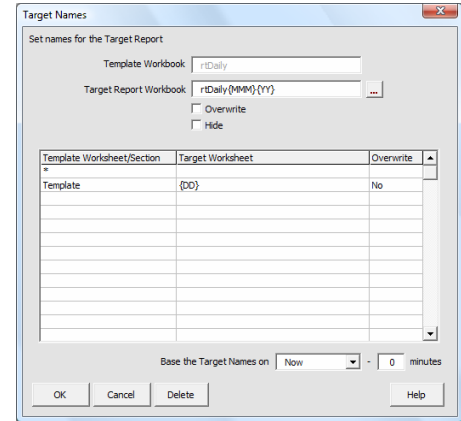 Target Names
Set names for the Target Report
Template Workbook rtDaily
Target Report Workbook rtDaily{MMM}{YY} ...
Overwrite
Hide
Template Worksheet/Section Target Worksheet Overwrite
*
Template {DD} No
Base the Target Names on Now - 0 minutes
OK Cancel Delete Help